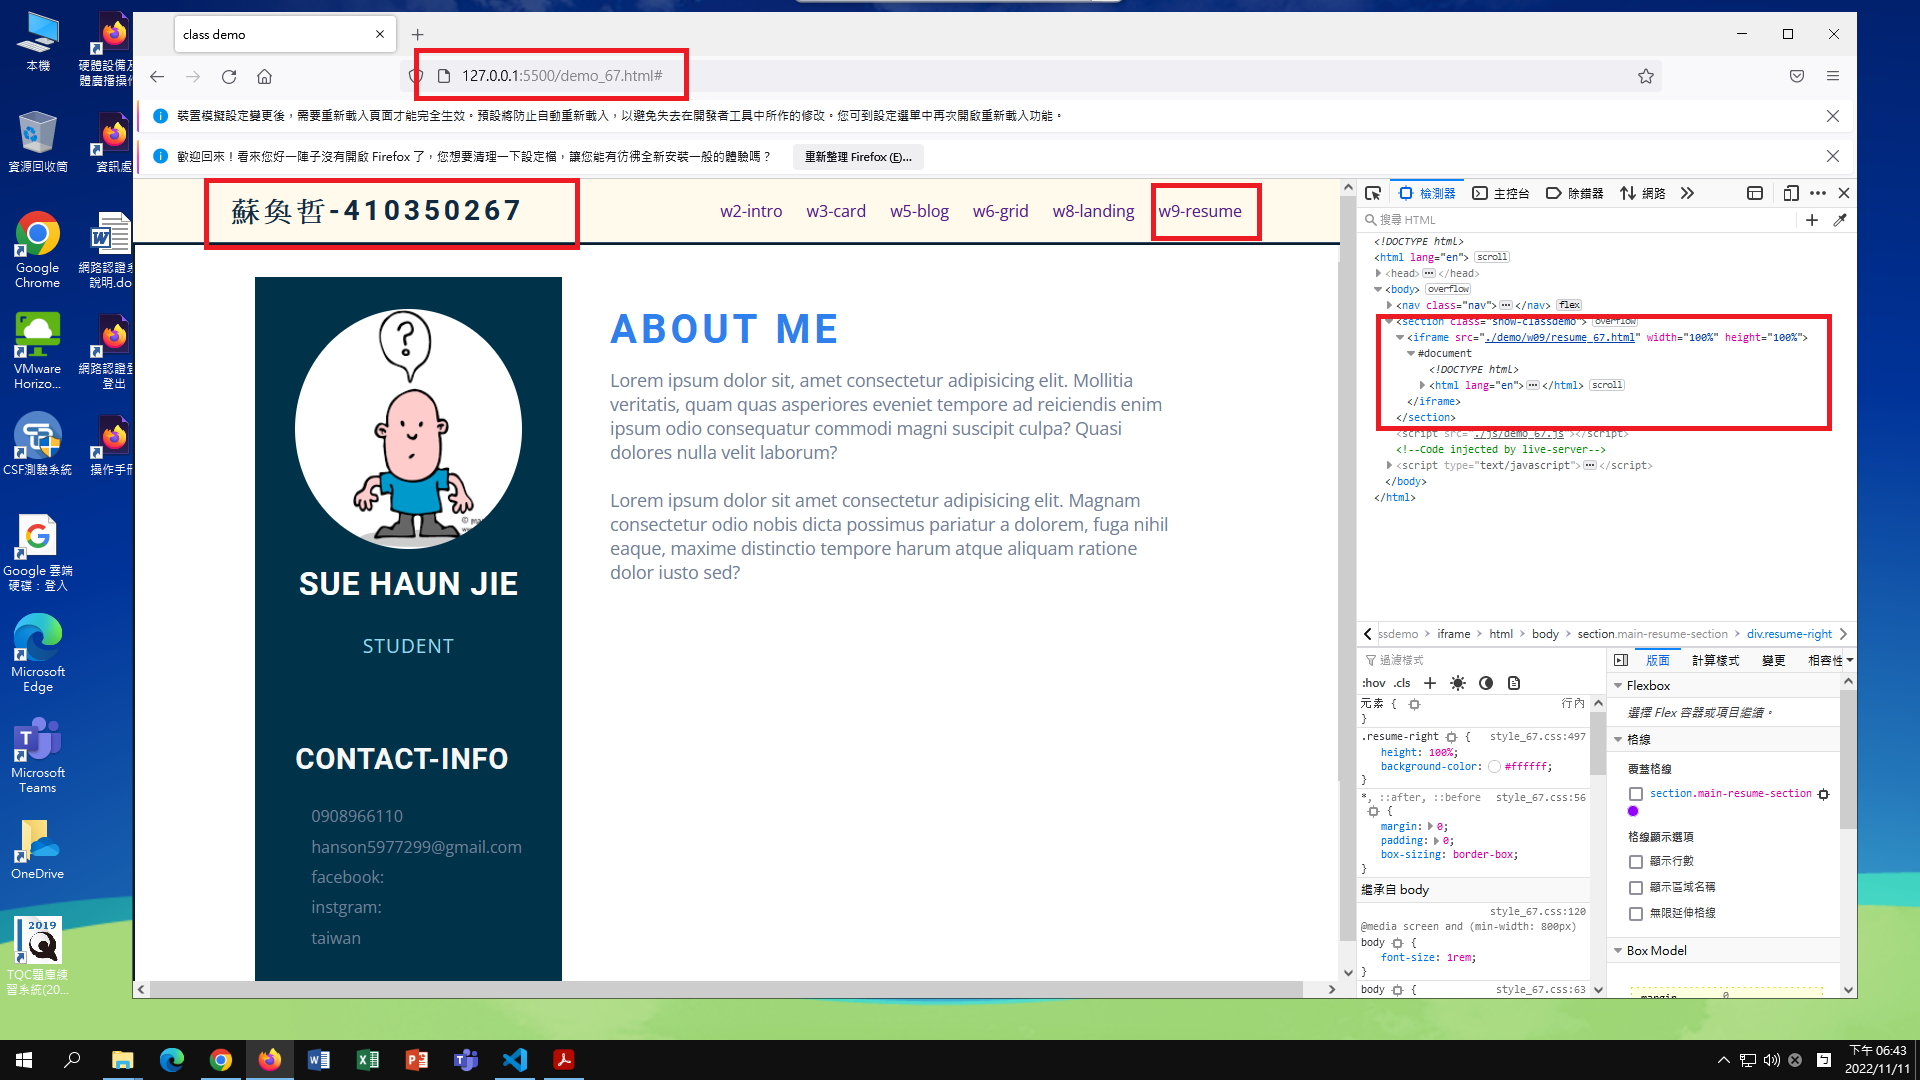 本機
硬體設備及
體廣播操作
資源回收筒
資訊處
Google
Chrome
網路認證系
說明.do
VMware
Horizo...
網路認證登
登出
CSF測驗系統
操作手冊
Google 雲端
硬碟：登入
Microsoft
Edge
Microsoft
Teams
OneDrive
2019
TQC題庫練
習系統(20...
class demo
127.0.0.1:5500/demo_67.html#
裝置模擬設定變更後，需要重新載入頁面才能完全生效。預設將防止自動重新載入，以避免失去在開發者工具中所作的修改。您可到設定選單中再次開啟重新載入功能。
歡迎回來！看來您好一陣子沒有開啟 Firefox 了，您想要清理一下設定檔，讓您能有彷彿全新安裝一般的體驗嗎？
重新整理 Firefox (E)...
蘇煥哲-410350267
w2-intro w3-card w5-blog w6-grid w8-landing w9-resume
?
SUE HAUN JIE
STUDENT
CONTACT-INFO
0908966110
hanson5977299@gmail.com
facebook:
instgram:
taiwan
ABOUT ME
Lorem ipsum dolor sit, amet consectetur adipisicing elit. Mollitia
veritatis, quam quas asperiores eveniet tempore ad reiciendis enim
ipsum odio consequatur commodi magni suscipit culpa? Quasi
dolores nulla velit laborum?
Lorem ipsum dolor sit amet consectetur adipisicing elit. Magnam
consectetur odio nobis dicta possimus pariatur a dolorem, fuga nihil
eaque, maxime distinctio tempore harum atque aliquam ratione
dolor iusto sed?
檢測器 主控台 除錯器 網路
搜尋 HTML
<!DOCTYPE html>
<html lang="en"> scroll
<head>...</head>
<body> overflow
<nav class="nav">...</nav> flex
<section class="show-classdemo"> overflow
<iframe src="./demo/w09/resume_67.html" width="100%" height="100%">
#document
<!DOCTYPE html>
<html lang="en">...</html> scroll
</iframe>
</section>
<script src="./js/demo_67.js"></script>
<!--Code injected by live-server-->
<script type="text/javascript">...</script>
</body>
</html>
ssdemo > iframe > html > body > section.main-resume-section > div.resume-right
過濾樣式
:hov .cls
元素 { 行內
}
.resume-right { style_67.css:497
height: 100%;
background-color: #ffffff;
}
*, ::after, ::before style_67.css:56
{
margin: 0;
padding: 0;
box-sizing: border-box;
}
繼承自 body
style_67.css:120
@media screen and (min-width: 800px)
body {
font-size: 1rem;
}
body { style_67.css:63
版面 計算樣式 變更 相容性
Flexbox
選擇 Flex 容器或項目繼續。
格線
覆蓋格線
section.main-resume-section
格線顯示選項
顯示行數
顯示區域名稱
無限延伸格線
Box Model
margin 0
下午 06:43
2022/11/11